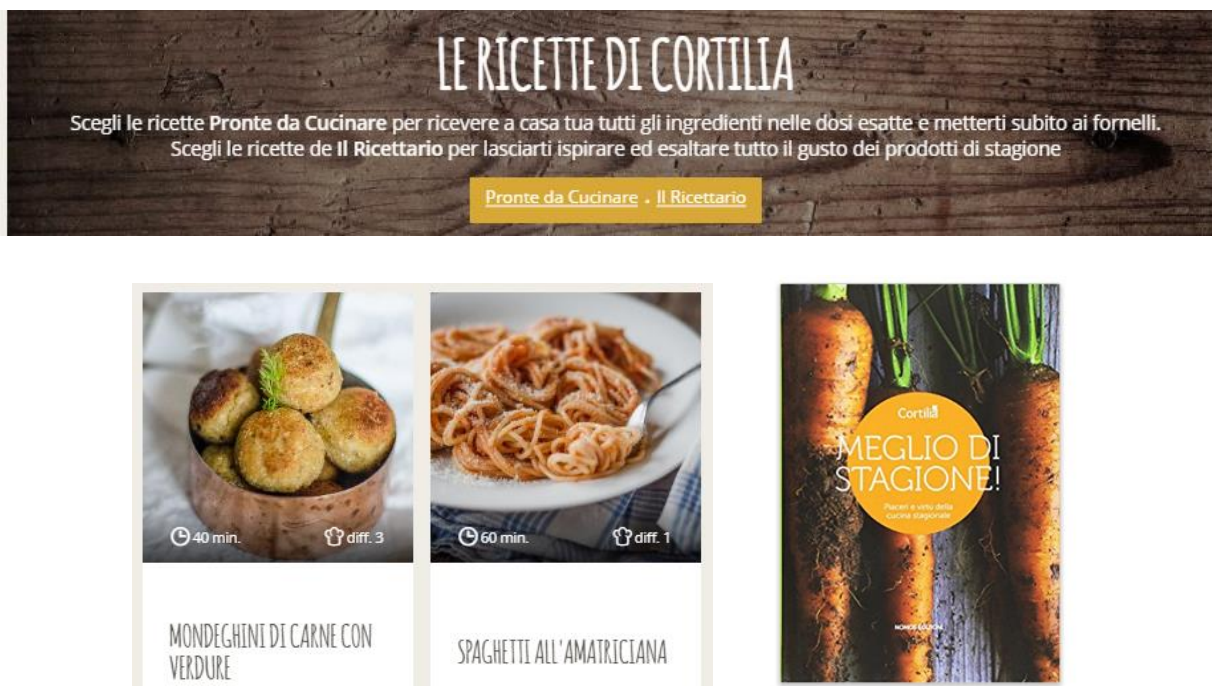 LE RICETTE DI CORTILIA
Scegli le ricette Pronte da Cucinare per ricevere a casa tua tutti gli ingredienti nelle dosi esatte e metterti subito ai fornelli.
Scegli le ricette de Il Ricettario per lasciarti ispirare ed esaltare tutto il gusto dei prodotti di stagione
Pronte da Cucinare . Il Ricettario
40 min. diff. 3
MONDEGHINI DI CARNE CON
VERDURE
60 min. diff. 1
SPAGHETTI ALL'AMATRICIANA
Cortilia
MEGLIO DI
STAGIONE!
Piaceri e virtù della
cucina stagionale
NOMOS EDIZIONI